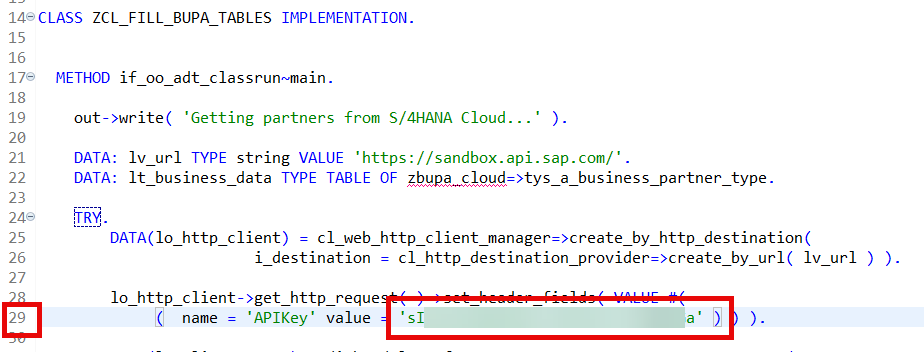 14 CLASS ZCL_FILL_BUPA_TABLES IMPLEMENTATION.
15
16
17 METHOD if_oo_adt_classrun~main.
18
19 out->write( 'Getting partners from S/4HANA Cloud...' ).
20
21 DATA: lv_url TYPE string VALUE 'https://sandbox.api.sap.com/'.
22 DATA: lt_business_data TYPE TABLE OF zbupa_cloud=>tys_a_business_partner_type.
23
24 TRY.
25 DATA(lo_http_client) = cl_web_http_client_manager=>create_by_http_destination(
26 i_destination = cl_http_destination_provider=>create_by_url( lv_url ) ).
27
28 lo_http_client->get_http_request( )->set_header_fields( VALUE #(
29 ( name = 'APIKey' value = 'sI a' ) ) ).